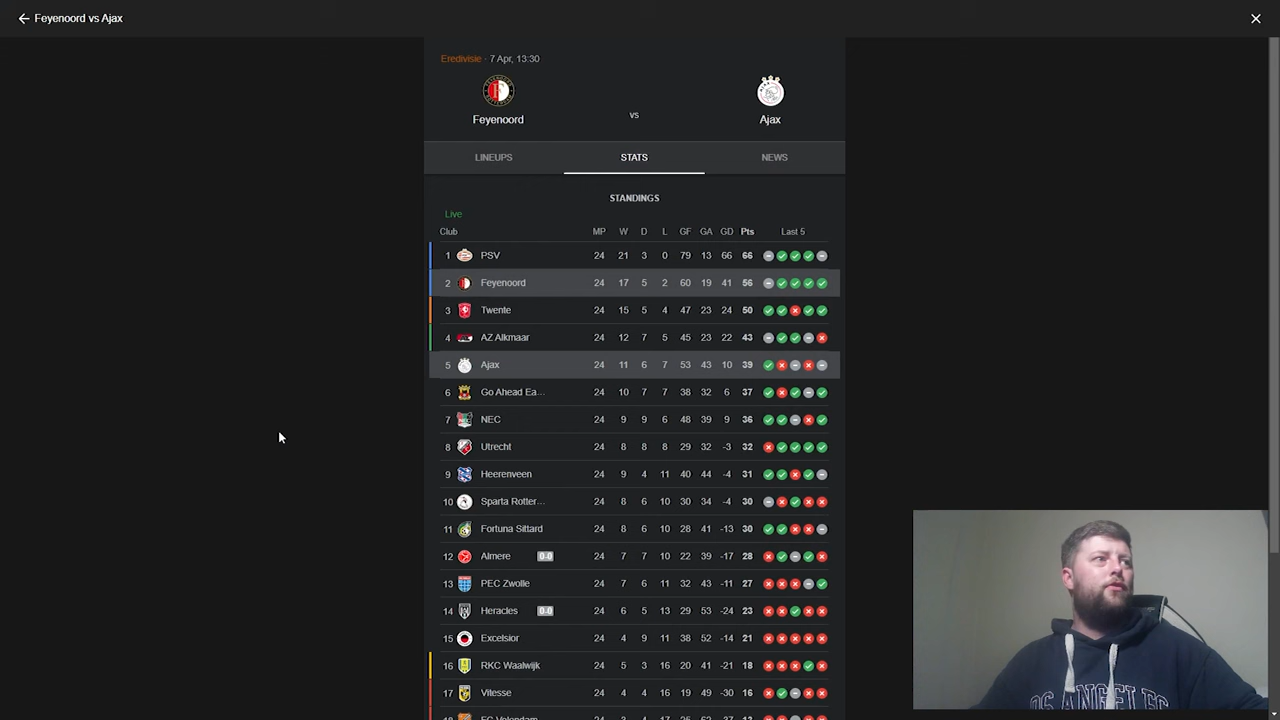 Feyenoord vs Ajax
Eredivisie · 7 Apr, 13:30
Feyenoord vs Ajax
LINEUPS STATS NEWS
STANDINGS
Live
Club MP W D L GF GA GD Pts Last 5
1 PSV 24 21 3 0 79 13 66 66
2 Feyenoord 24 17 5 2 60 19 41 56
3 Twente 24 15 5 4 47 23 24 50
4 AZ Alkmaar 24 12 7 5 45 23 22 43
5 Ajax 24 11 6 7 53 43 10 39
6 Go Ahead Ea... 24 10 7 7 38 32 6 37
7 NEC 24 9 9 6 48 39 9 36
8 Utrecht 24 8 8 8 29 32 -3 32
9 Heerenveen 24 9 4 11 40 44 -4 31
10 Sparta Rotter... 24 8 6 10 30 34 -4 30
11 Fortuna Sittard 24 8 6 10 28 41 -13 30
12 Almere 0-0 24 7 7 10 22 39 -17 28
13 PEC Zwolle 24 7 6 11 32 43 -11 27
14 Heracles 0-0 24 6 5 13 29 53 -24 23
15 Excelsior 24 4 9 11 38 52 -14 21
16 RKC Waalwijk 24 5 3 16 20 41 -21 18
17 Vitesse 24 4 4 16 19 49 -30 16
OS ANGELES